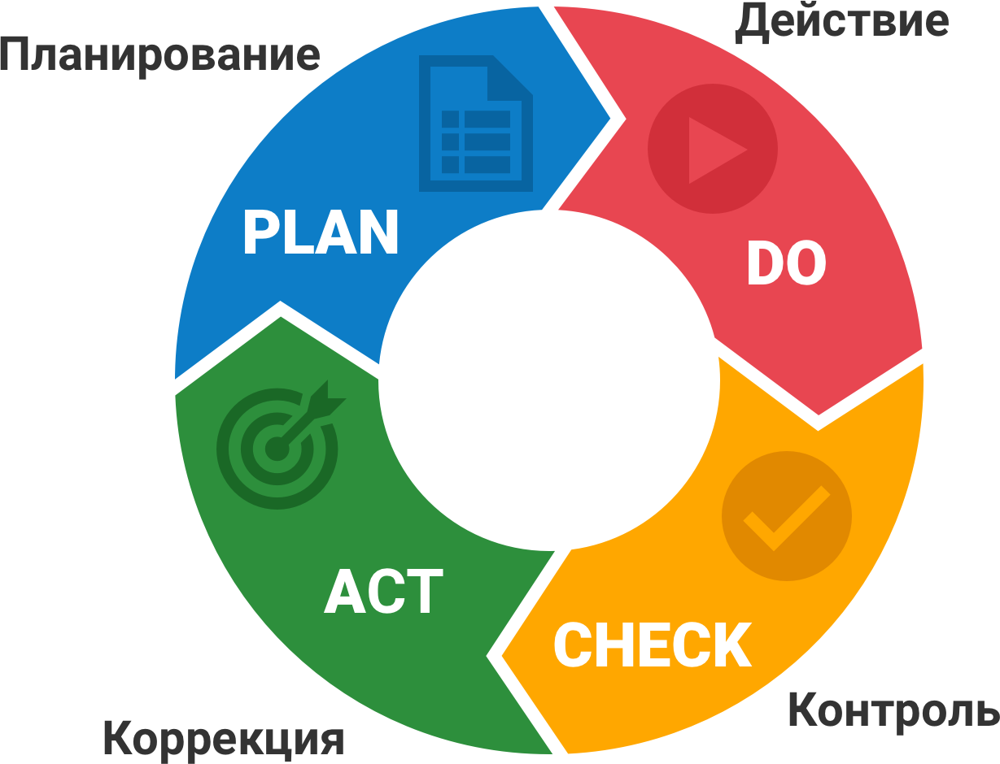 Планирование
Действие
PLAN
DO
ACT
CHECK
Коррекция
Контроль